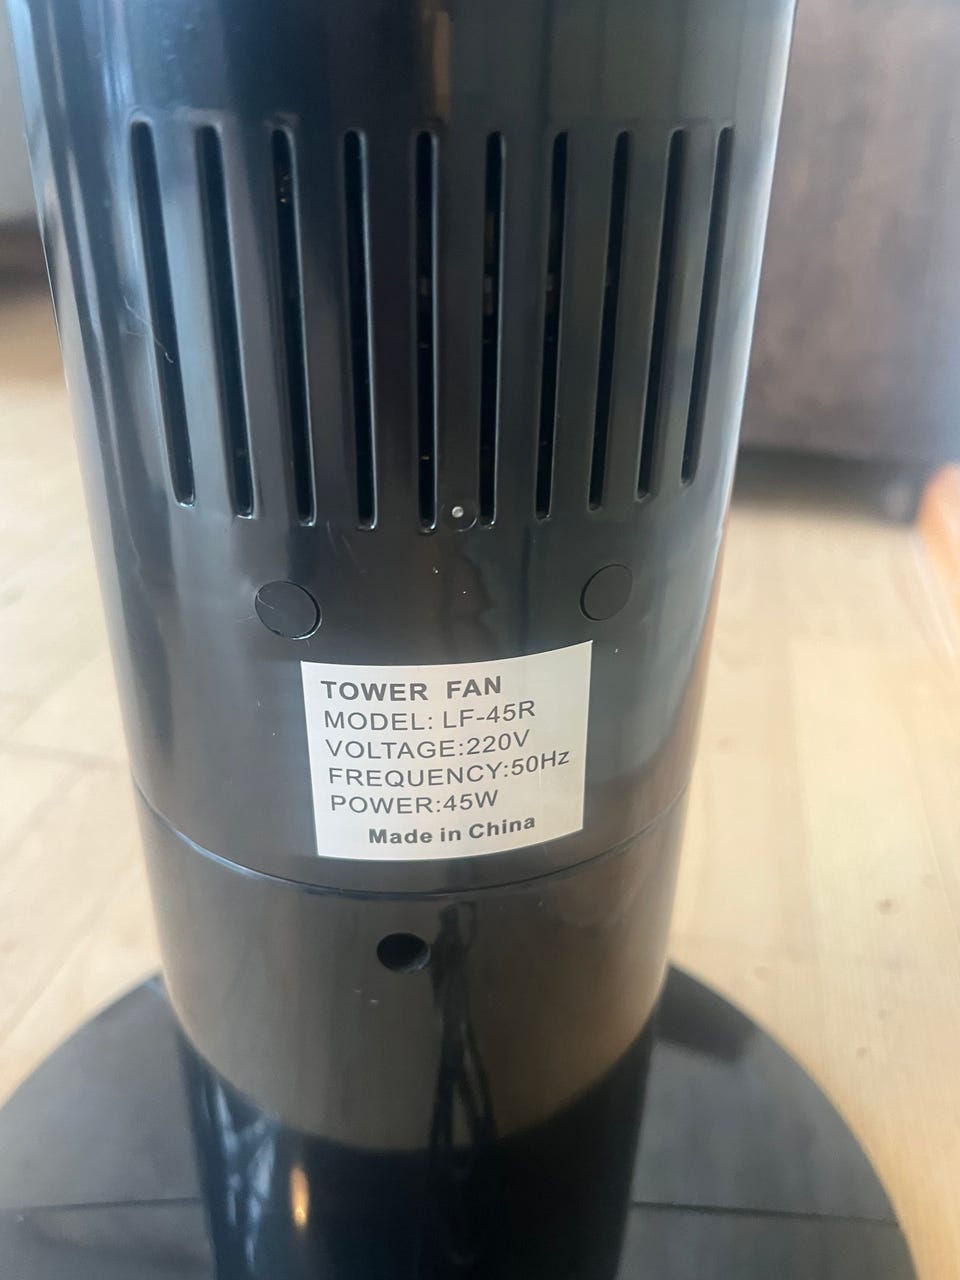 TOWER FAN
MODEL: LF-45R
VOLTAGE:220V
FREQUENCY:50Hz
POWER:45W
Made in China